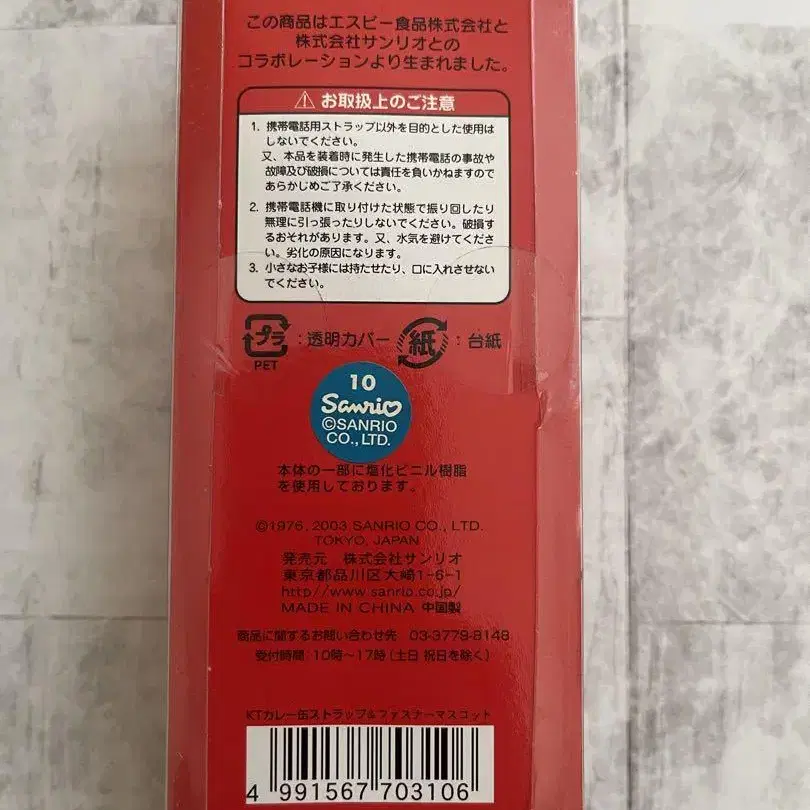 この商品はエスビー食品株式会社と
株式会社サンリオとの
コラボレーションより生まれました。
⚠ お取扱上のご注意
1. 携帯電話用ストラップ以外を目的とした使用は
しないでください。
又、本品を装着時に発生した携帯電話の事故や
故障及び破損については責任を負いかねますので
あらかじめご了承ください。
2. 携帯電話機に取り付けた状態で振り回したり
無理に引っ張ったりしないでください。破損す
るおそれがあります。又、水気を避けてくださ
い。劣化の原因になります。
3. 小さなお子様には持たせたり、口に入れさせない
でください。
プラ PET :透明カバー 紙 :台紙
10
Sanrio
©SANRIO
CO., LTD.
本体の一部に塩化ビニル樹脂
を使用しております。
©1976, 2003 SANRIO CO., LTD.
TOKYO, JAPAN
発売元 株式会社サンリオ
東京都品川区大崎1-6-1
http://www.sanrio.co.jp/
MADE IN CHINA 中国製
商品に関するお問い合わせ先 03-3779-8148
受付時間:10時~17時(土日 祝日を除く)
KTカレー缶ストラップ&ファスナーマスコット
4 991567 703106